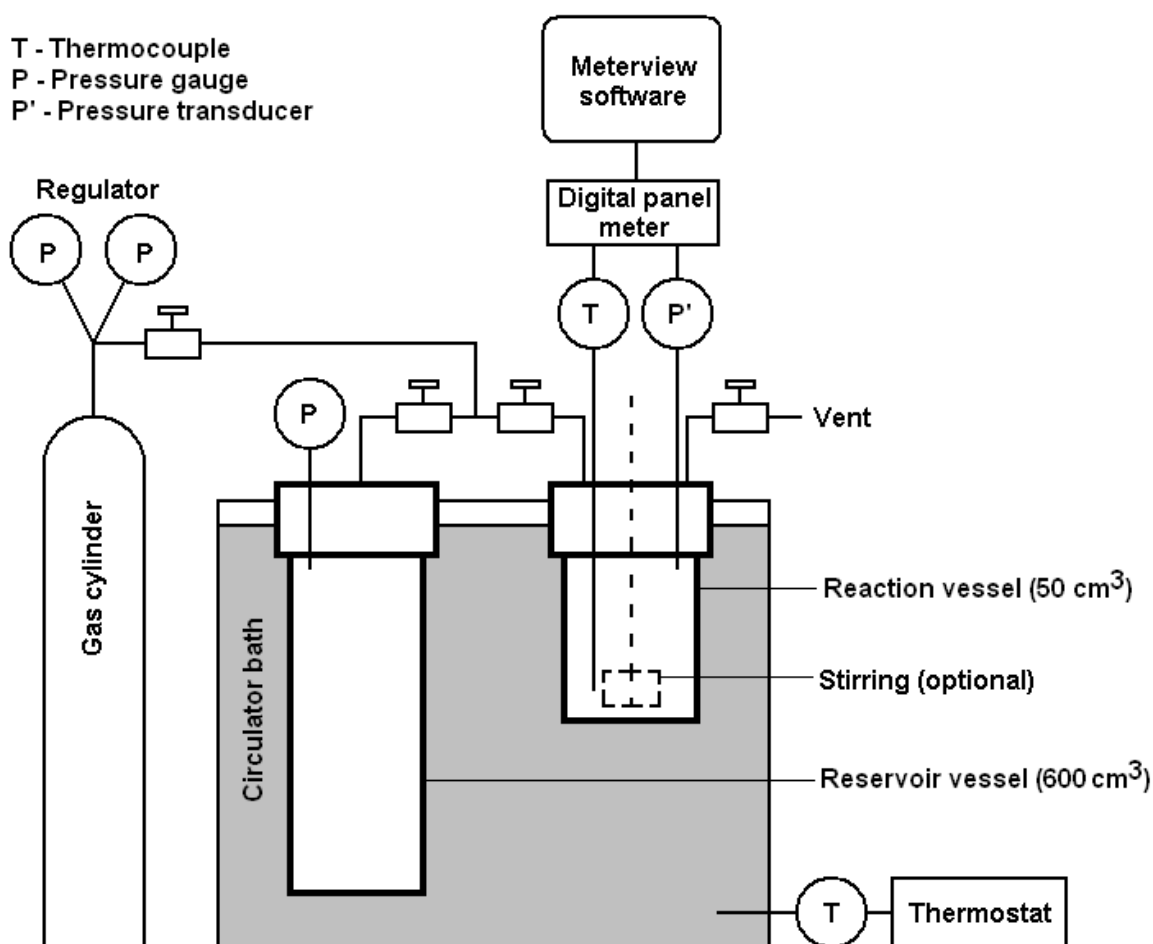 T - Thermocouple
P - Pressure gauge
P' - Pressure transducer
Meterview
software
Regulator
Digital panel
meter
P
P
T
P'
P
Vent
Gas cylinder
Circulator bath
Reaction vessel (50 cm³)
Stirring (optional)
Reservoir vessel (600 cm³)
T
Thermostat